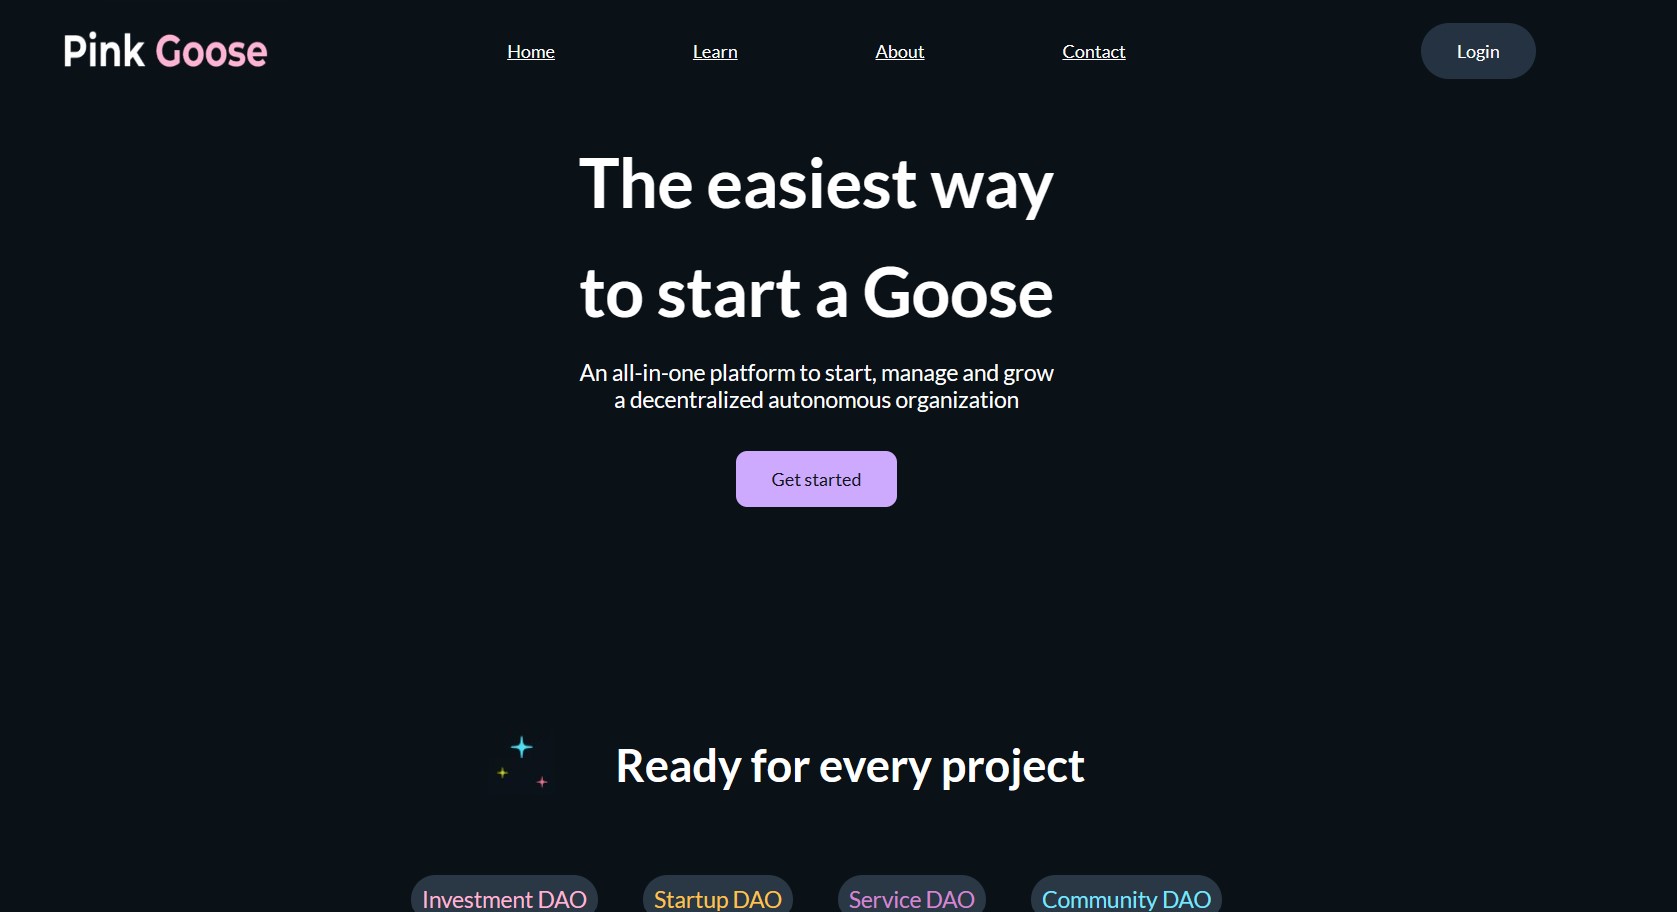 Pink Goose
Home
Learn
About
Contact
Login
The easiest way
to start a Goose
An all-in-one platform to start, manage and grow
a decentralized autonomous organization
Get started
Ready for every project
Investment DAO
Startup DAO
Service DAO
Community DAO